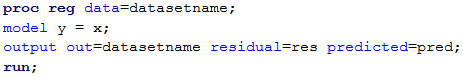 proc reg data=datasetname;
model y = x;
output out=datasetname residual=res predicted=pred;
run;